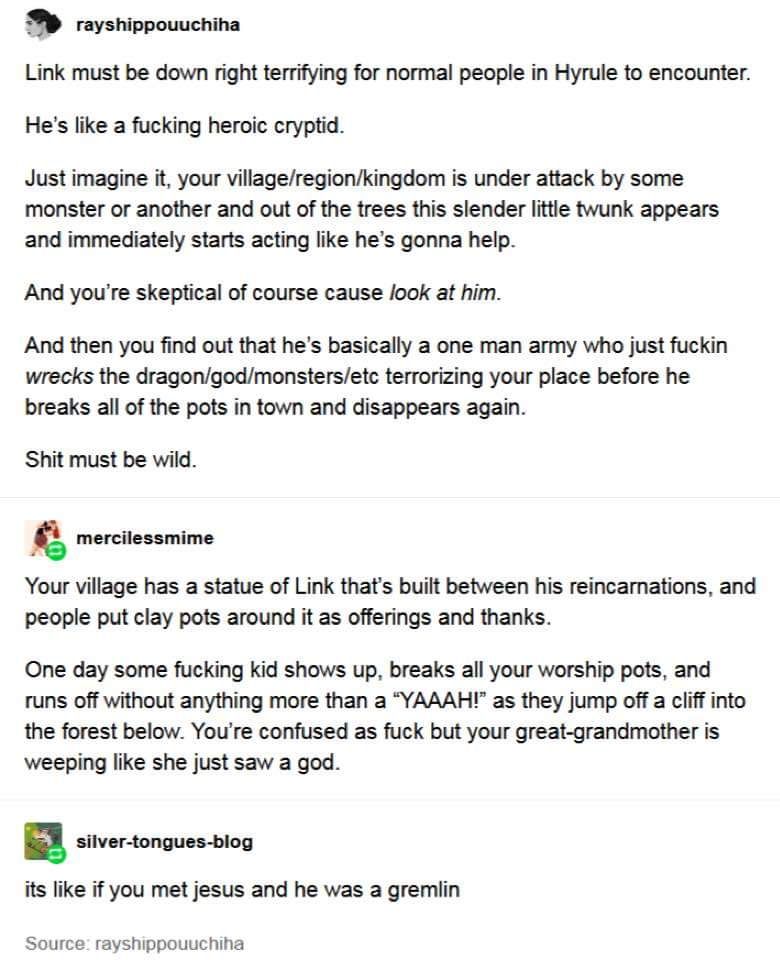 rayshippouuchiha
Link must be down right terrifying for normal people in Hyrule to encounter.
He's like a fucking heroic cryptid.
Just imagine it, your village/region/kingdom is under attack by some
monster or another and out of the trees this slender little twunk appears
and immediately starts acting like he's gonna help.
And you're skeptical of course cause look at him.
And then you find out that he's basically a one man army who just fuckin
wrecks the dragon/god/monsters/etc terrorizing your place before he
breaks all of the pots in town and disappears again.
Shit must be wild.
mercilessmime
Your village has a statue of Link that's built between his reincarnations, and
people put clay pots around it as offerings and thanks.
One day some fucking kid shows up, breaks all your worship pots, and
runs off without anything more than a “YAAAH!” as they jump off a cliff into
the forest below. You're confused as fuck but your great-grandmother is
weeping like she just saw a god.
silver-tongues-blog
its like if you met jesus and he was a gremlin
Source: rayshippouuchiha